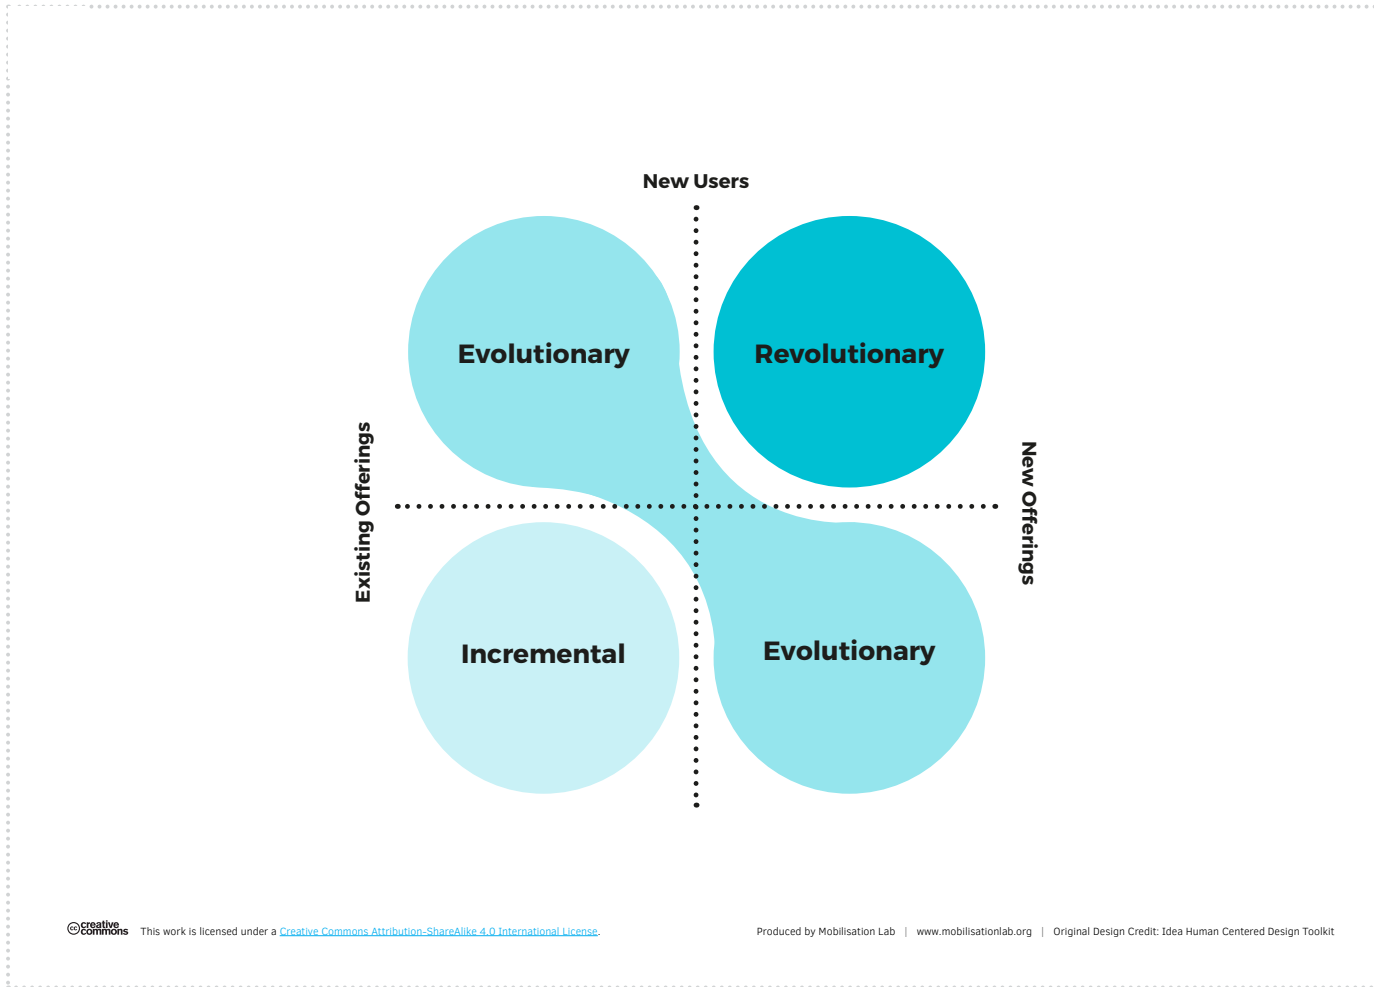 New Users
Evolutionary
Revolutionary
Existing Offerings
New Offerings
Incremental
Evolutionary
cc creative commons
This work is licensed under a Creative Commons Attribution-ShareAlike 4.0 International License.
Produced by Mobilisation Lab | www.mobilisationlab.org | Original Design Credit: Idea Human Centered Design Toolkit